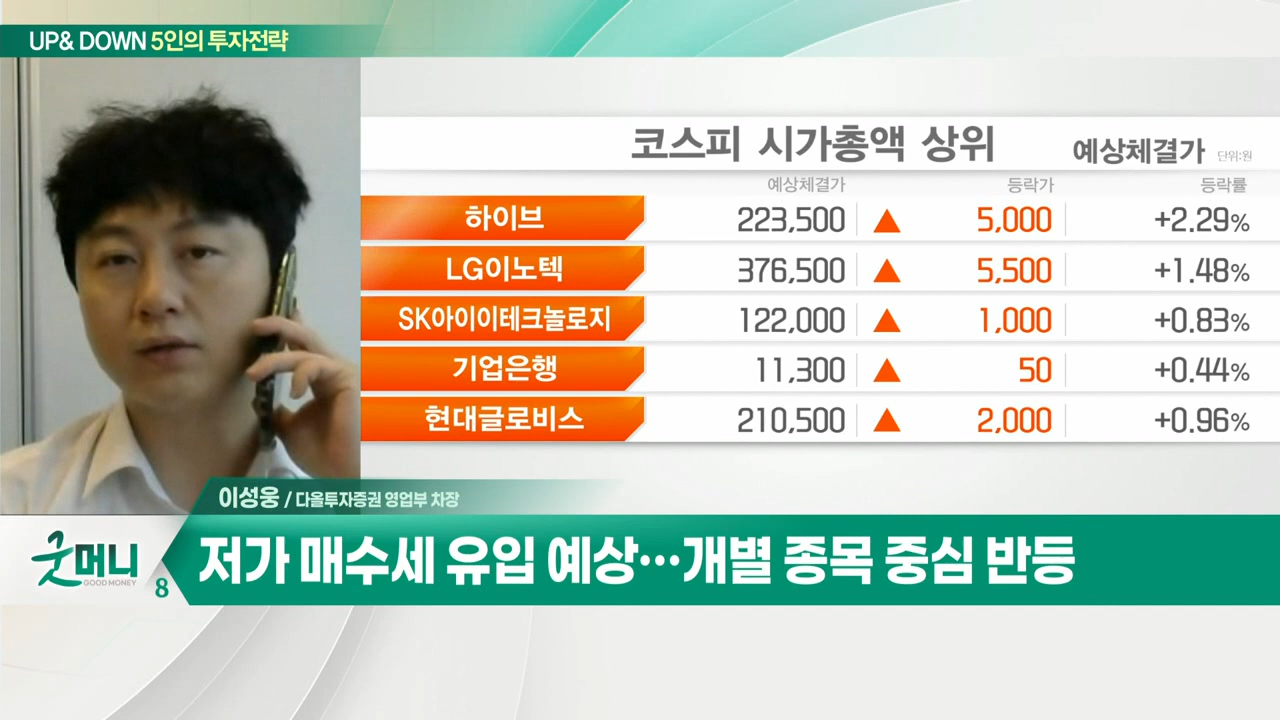 UP& DOWN 5인의 투자전략
코스피 시가총액 상위 예상체결가 단위:원
예상체결가 등락가 등락률
하이브 223,500 ▲ 5,000 +2.29%
LG이노텍 376,500 ▲ 5,500 +1.48%
SK아이이테크놀로지 122,000 ▲ 1,000 +0.83%
기업은행 11,300 ▲ 50 +0.44%
현대글로비스 210,500 ▲ 2,000 +0.96%
이성웅 / 다올투자증권 영업부 차장
굿머니
GOOD MONEY
8
저가 매수세 유입 예상…개별 종목 중심 반등